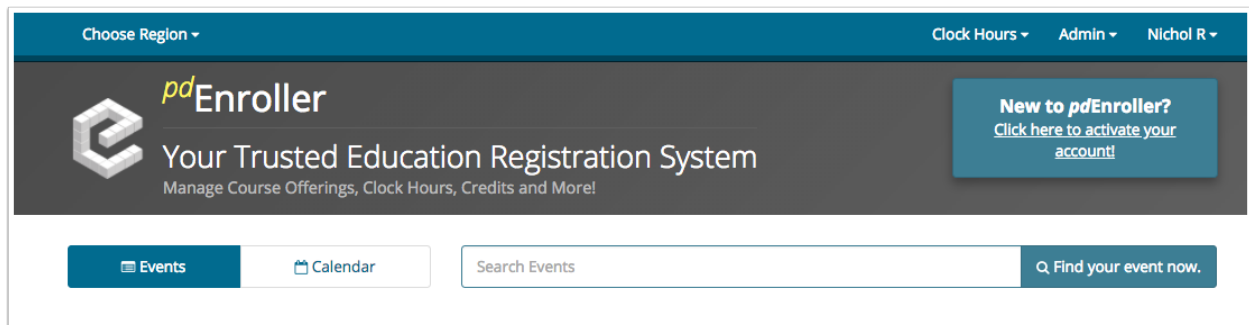 Choose Region
Clock Hours
Admin
Nichol R
pdEnroller
Your Trusted Education Registration System
Manage Course Offerings, Clock Hours, Credits and More!
New to pdEnroller?
Click here to activate your
account!
Events
Calendar
Search Events
Find your event now.